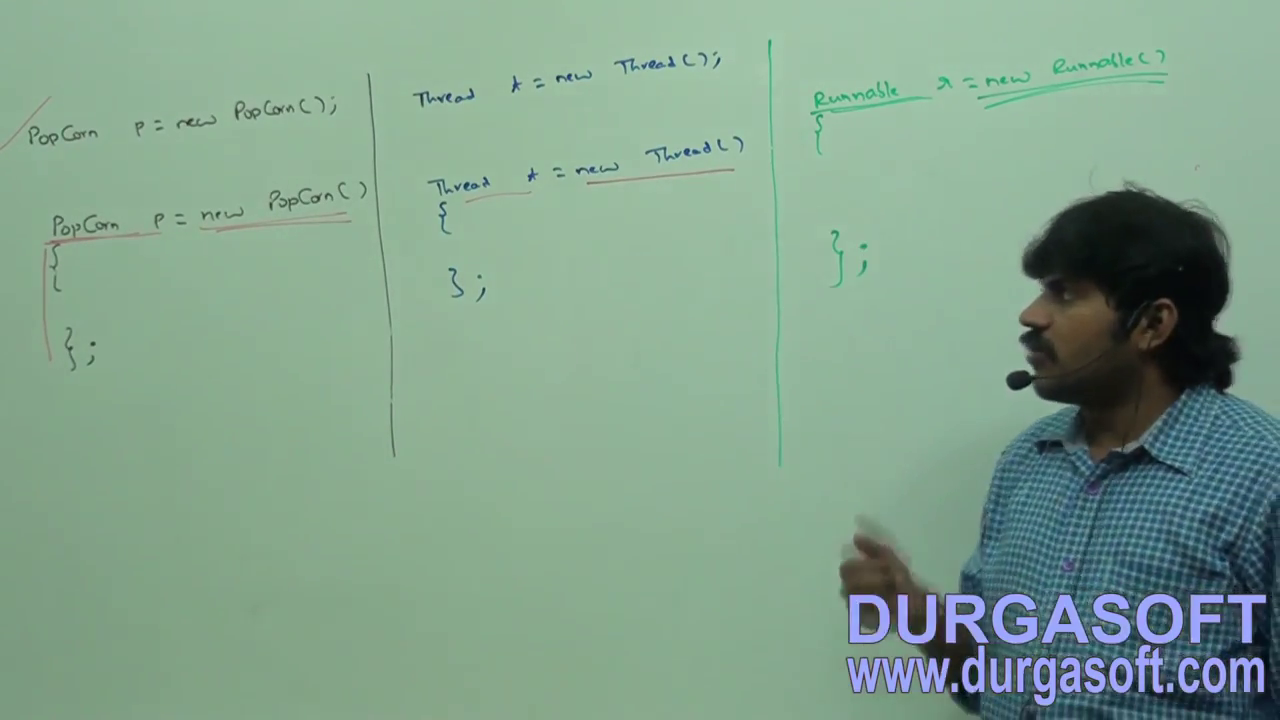 PopCorn p = new PopCorn();
PopCorn p = new PopCorn()
{
};
Thread t = new Thread();
Thread t = new Thread()
{
};
Runnable r = new Runnable()
{
};
DURGASOFT
www.durgasoft.com